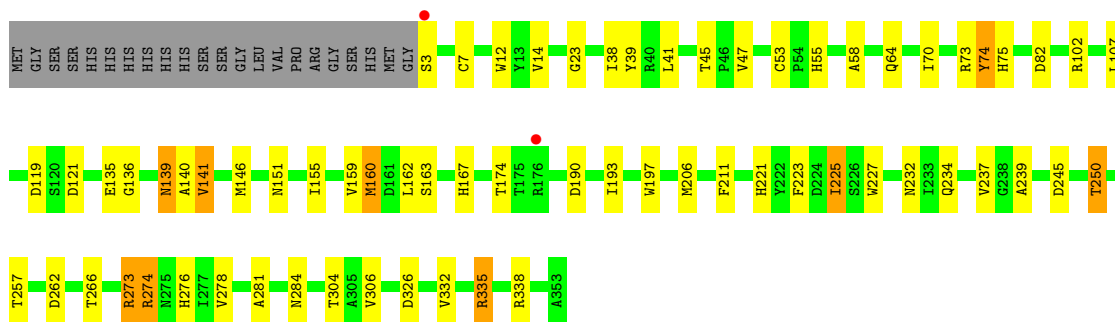 MET GLY SER SER HIS HIS HIS HIS HIS HIS SER SER GLY LEU VAL PRO ARG GLY SER HIS MET GLY S3 C7 W12 Y13 V14 G23 I38 Y39 R40 L41 T45 P46 V47 C53 P54 H55 A58 Q64 I70 R73 Y74 H75 D82 R102
D119 S120 D121 E135 G136 N139 A140 V141 M146 N151 I155 V159 M160 D161 L162 S163 H167 T174 T175 R176 D190 I193 W197 M206 F211 H221 Y222 F223 D224 I225 S226 W227 N232 I233 Q234 V237 G238 A239 D245 T250
T257 D262 T266 R273 R274 N275 H276 I277 V278 A281 N284 T304 A305 V306 D326 V332 R335 R338 A353